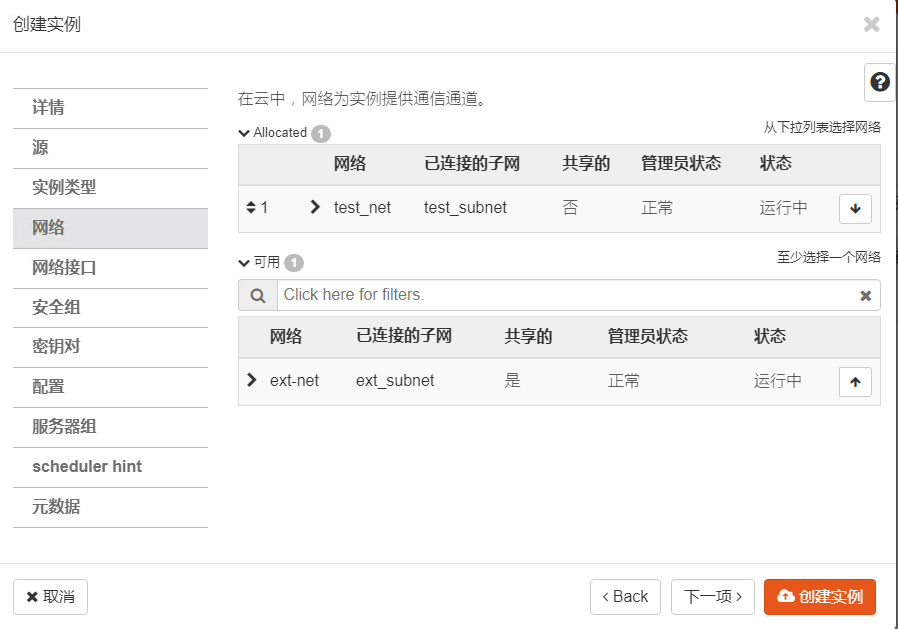 创建实例
详情
源
实例类型
网络
网络接口
安全组
密钥对
配置
服务器组
scheduler hint
元数据
在云中，网络为实例提供通信通道。
Allocated 1 从下拉列表选择网络
网络 已连接的子网 共享的 管理员状态 状态
1 test_net test_subnet 否 正常 运行中
可用 1 至少选择一个网络
Click here for filters.
网络 已连接的子网 共享的 管理员状态 状态
ext-net ext_subnet 是 正常 运行中
取消 Back 下一项 创建实例